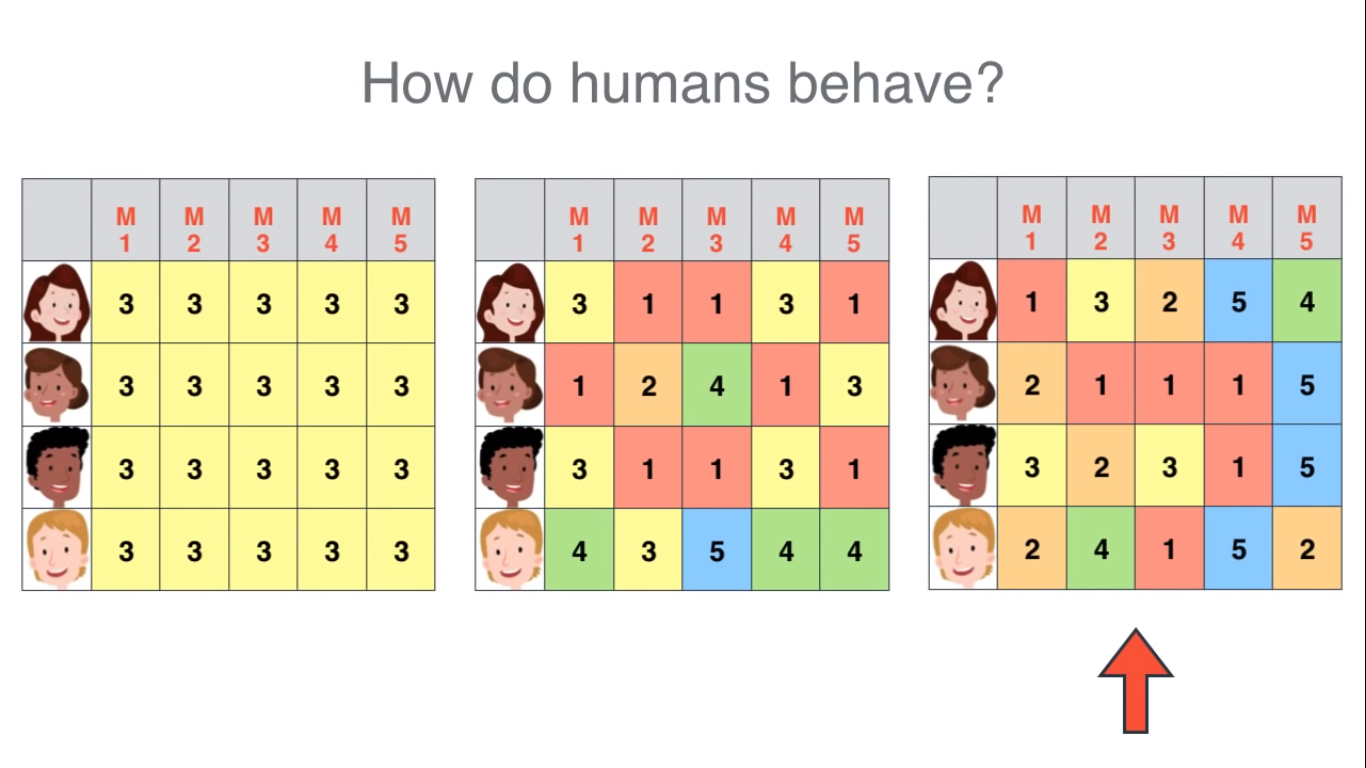 How do humans behave?
M M M M M
1 2 3 4 5
3 3 3 3 3
3 3 3 3 3
3 3 3 3 3
3 3 3 3 3
M M M M M
1 2 3 4 5
3 1 1 3 1
1 2 4 1 3
3 1 1 3 1
4 3 5 4 4
M M M M M
1 2 3 4 5
1 3 2 5 4
2 1 1 1 5
3 2 3 1 5
2 4 1 5 2